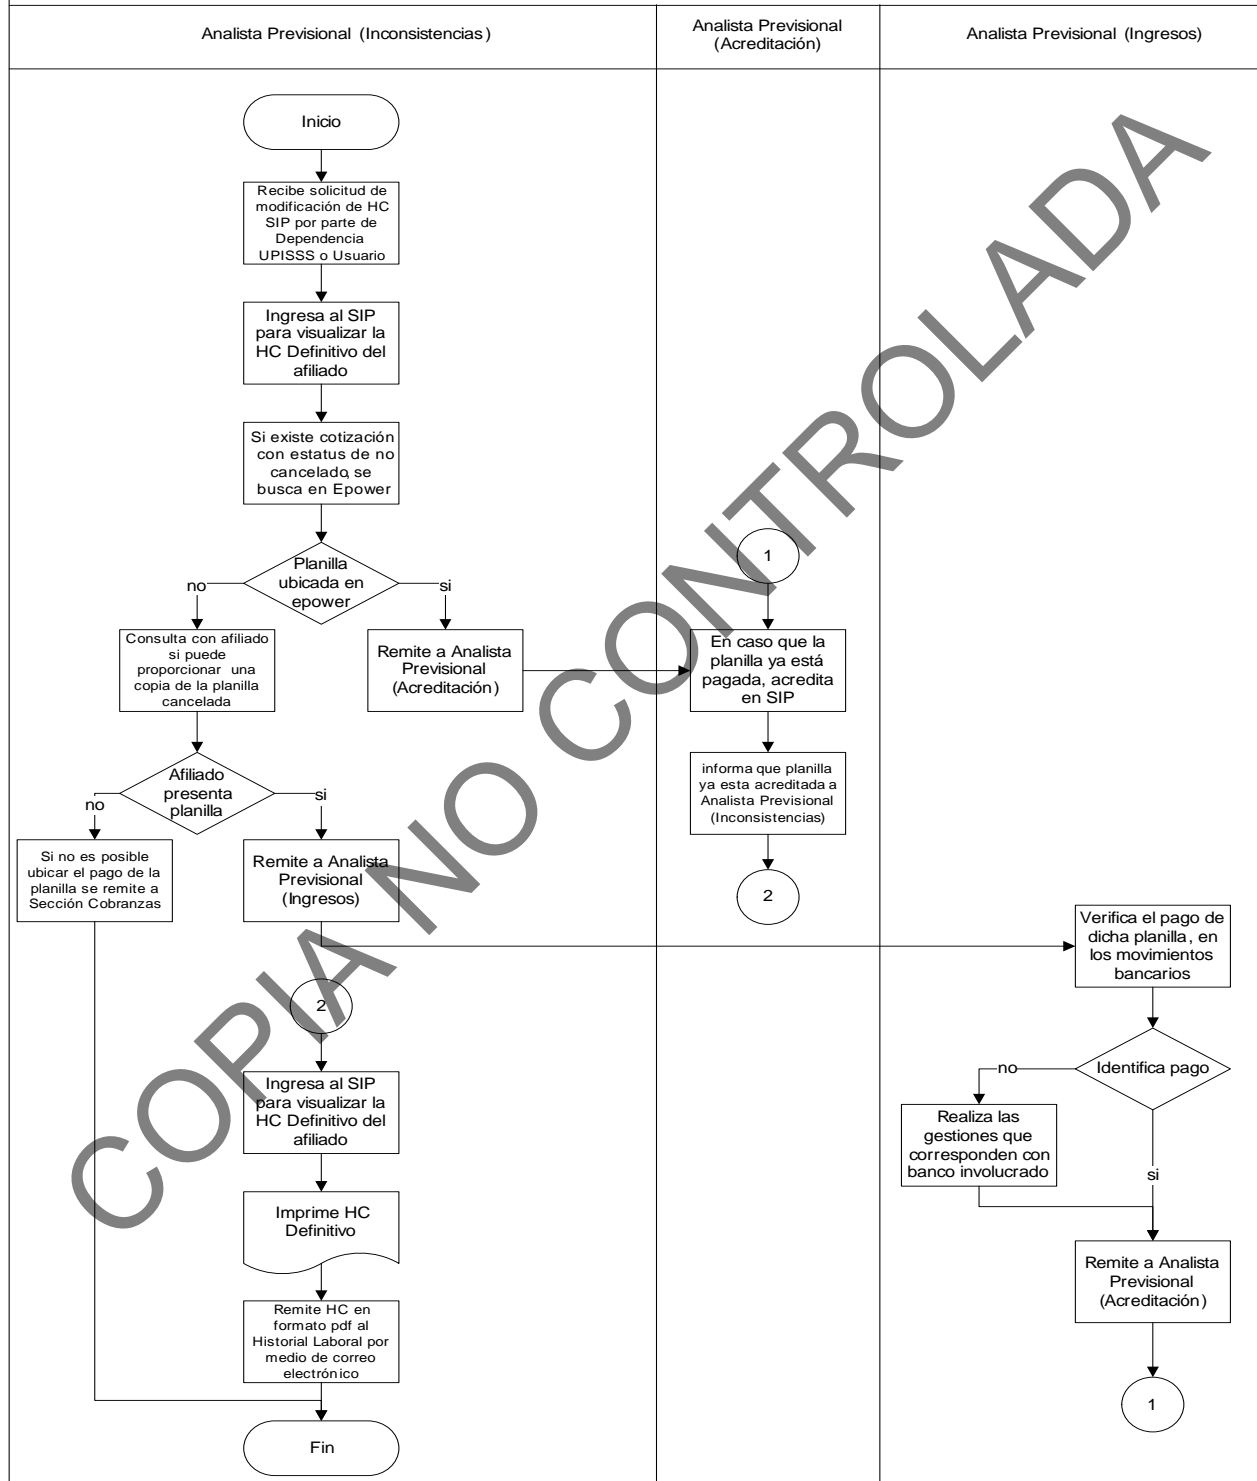 Analista Previsional (Inconsistencias)
Analista Previsional
(Acreditación)
Analista Previsional (Ingresos)
Inicio
Recibe solicitud de
modificación de HC
SIP por parte de
Dependencia
UPISSS o Usuario
Ingresa al SIP
para visualizar la
HC Definitivo del
afiliado
Si existe cotización
con estatus de no
cancelado, se
busca en Epower
Planilla
ubicada en
epower
no
si
Consulta con afiliado
si puede
proporcionar una
copia de la planilla
cancelada
Remite a Analista
Previsional
(Acreditación)
Afiliado
presenta
planilla
no
si
Si no es posible
ubicar el pago de la
planilla se remite a
Sección Cobranzas
Remite a Analista
Previsional
(Ingresos)
2
Ingresa al SIP
para visualizar la
HC Definitivo del
afiliado
Imprime HC
Definitivo
Remite HC en
formato pdf al
Historial Laboral por
medio de correo
electrónico
Fin
1
En caso que la
planilla ya está
pagada, acredita
en SIP
informa que planilla
ya esta acreditada a
Analista Previsional
(Inconsistencias)
2
Verifica el pago de
dicha planilla, en
los movimientos
bancarios
Identifica pago
no
si
Realiza las
gestiones que
corresponden con
banco involucrado
Remite a Analista
Previsional
(Acreditación)
1
COPIA NO CONTROLADA